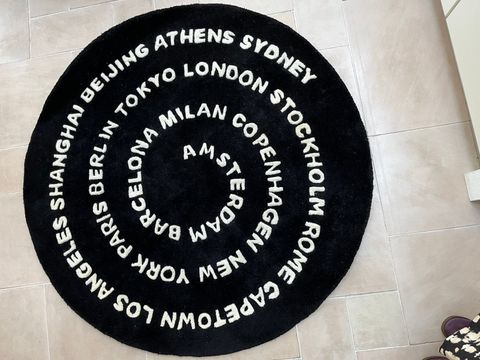 AMSTERDAM BARCELONA MILAN COPENHAGEN NEW YORK PARIS BERLIN TOKYO LONDON STOCKHOLM ROME CAPETOWN LOS ANGELES SHANGHAI BEIJING ATHENS SYDNEY